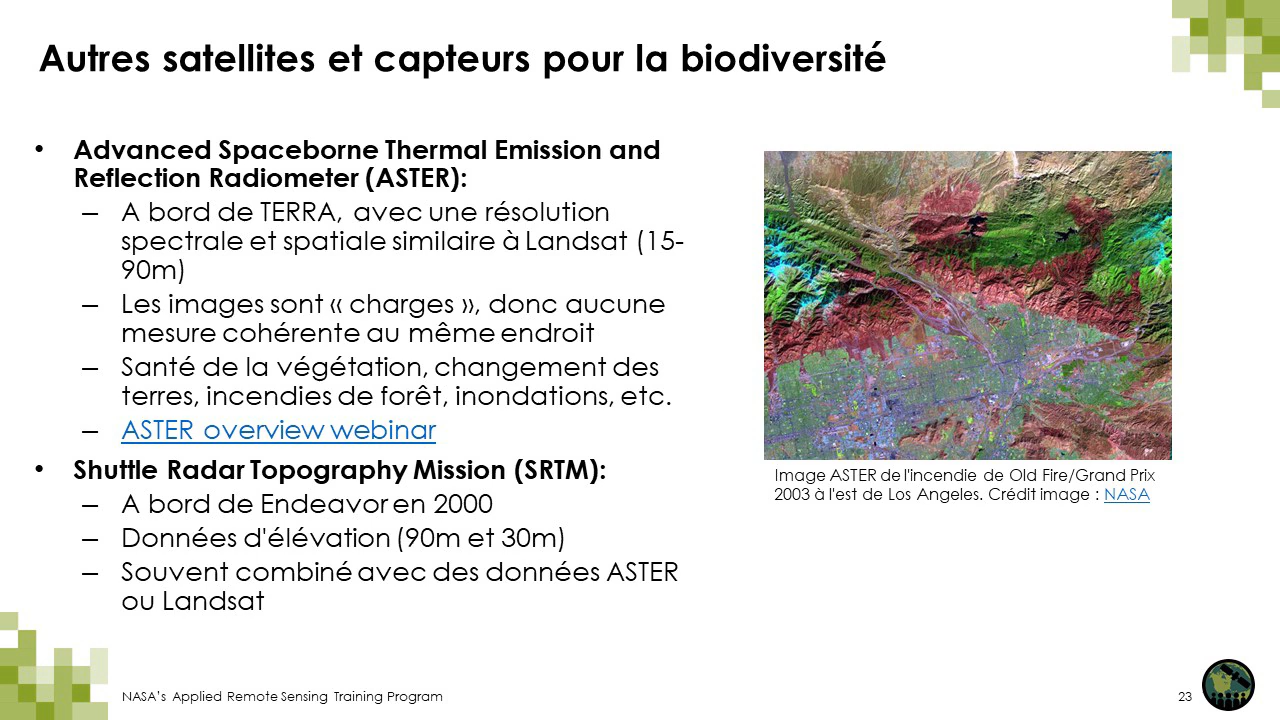 Autres satellites et capteurs pour la biodiversité
• Advanced Spaceborne Thermal Emission and
Reflection Radiometer (ASTER):
– A bord de TERRA, avec une résolution
spectrale et spatiale similaire à Landsat (15-
90m)
– Les images sont « charges », donc aucune
mesure cohérente au même endroit
– Santé de la végétation, changement des
terres, incendies de forêt, inondations, etc.
– ASTER overview webinar
• Shuttle Radar Topography Mission (SRTM):
– A bord de Endeavor en 2000
– Données d'élévation (90m et 30m)
– Souvent combiné avec des données ASTER
ou Landsat
Image ASTER de l'incendie de Old Fire/Grand Prix
2003 à l'est de Los Angeles. Crédit image : NASA
NASA's Applied Remote Sensing Training Program
23